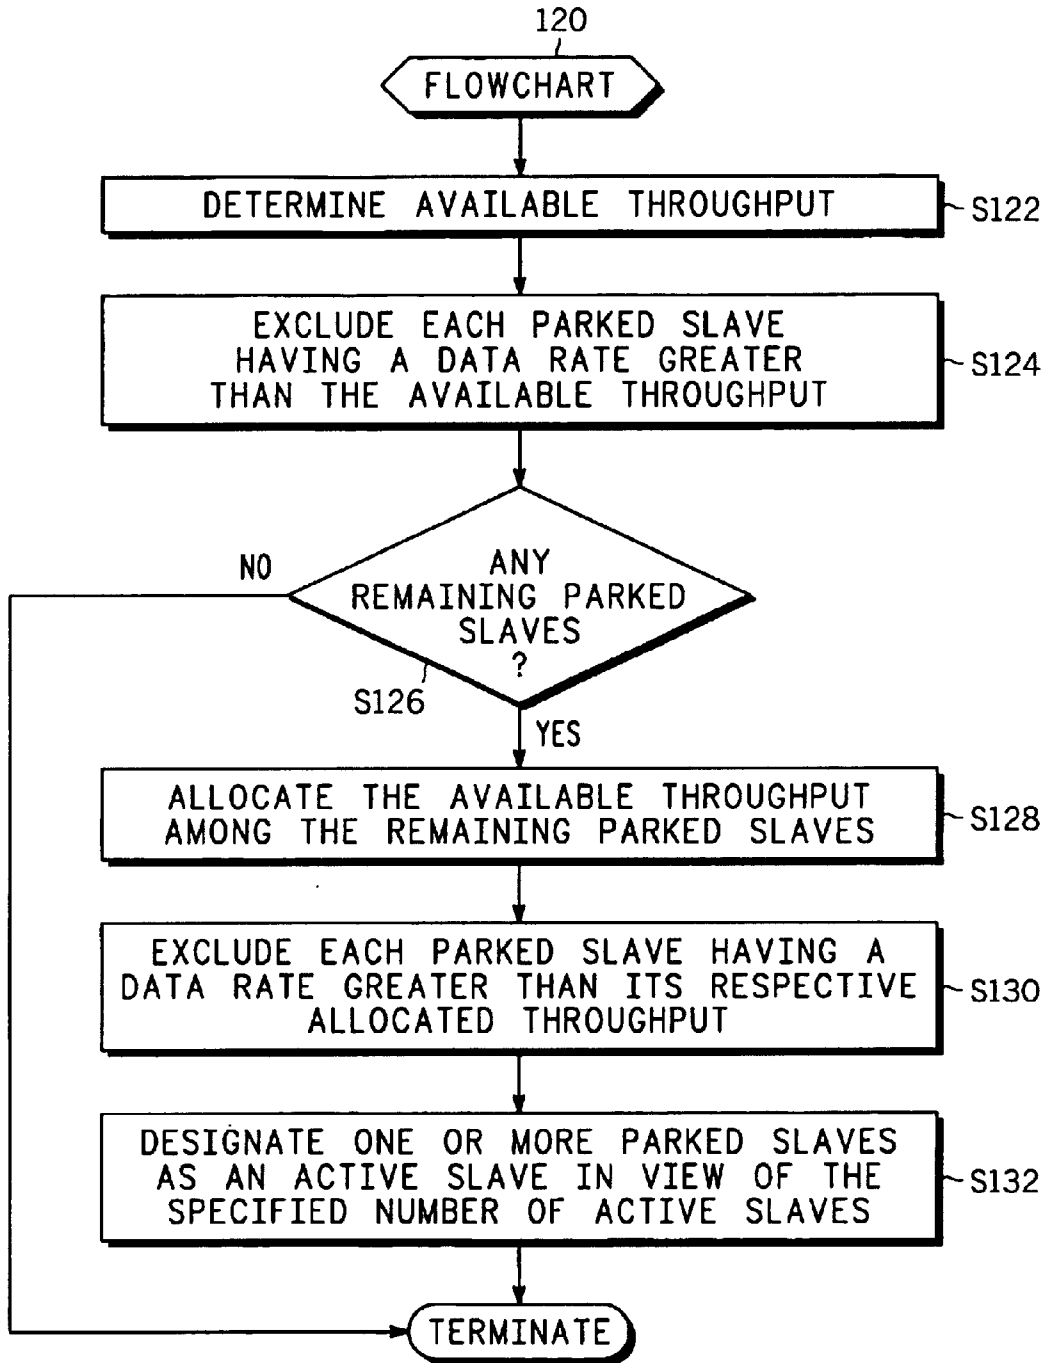 120
FLOWCHART
DETERMINE AVAILABLE THROUGHPUT
S122
EXCLUDE EACH PARKED SLAVE
HAVING A DATA RATE GREATER
THAN THE AVAILABLE THROUGHPUT
S124
NO
ANY
REMAINING PARKED
SLAVES
?
S126
YES
ALLOCATE THE AVAILABLE THROUGHPUT
AMONG THE REMAINING PARKED SLAVES
S128
EXCLUDE EACH PARKED SLAVE HAVING A
DATA RATE GREATER THAN ITS RESPECTIVE
ALLOCATED THROUGHPUT
S130
DESIGNATE ONE OR MORE PARKED SLAVES
AS AN ACTIVE SLAVE IN VIEW OF THE
SPECIFIED NUMBER OF ACTIVE SLAVES
S132
TERMINATE